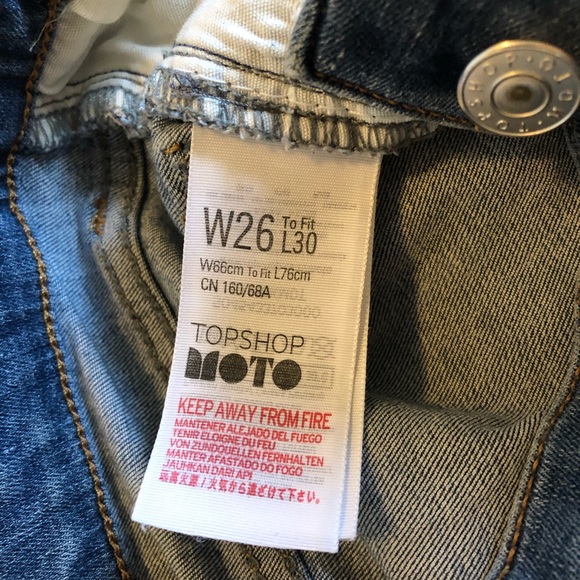 TOPSHOP MOTO
W26 To Fit L30
W66cm To Fit L76cm
CN 160/68A
TOPSHOP
MOTO
KEEP AWAY FROM FIRE
MANTENER ALEJADO DEL FUEGO
TENIR ELOIGNE DU FEU
VON ZUNDQUELLEN FERNHALTEN
MANTER AFASTADO DO FOGO
JAUHKAN DARI API
远离火源 / 火気から遠ざけて下さい。